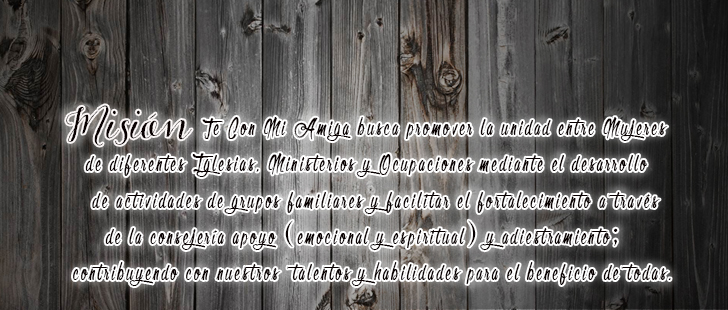 Misión Te Con Mi Amiga busca promover la unidad entre Mujeres
de diferentes Iglesias, Ministerios y Ocupaciones mediante el desarrollo
de actividades de grupos familiares y facilitar el fortalecimiento a través
de la consejería apoyo (emocional y espiritual) y adiestramiento;
contribuyendo con nuestros talentos y habilidades para el beneficio de todas.